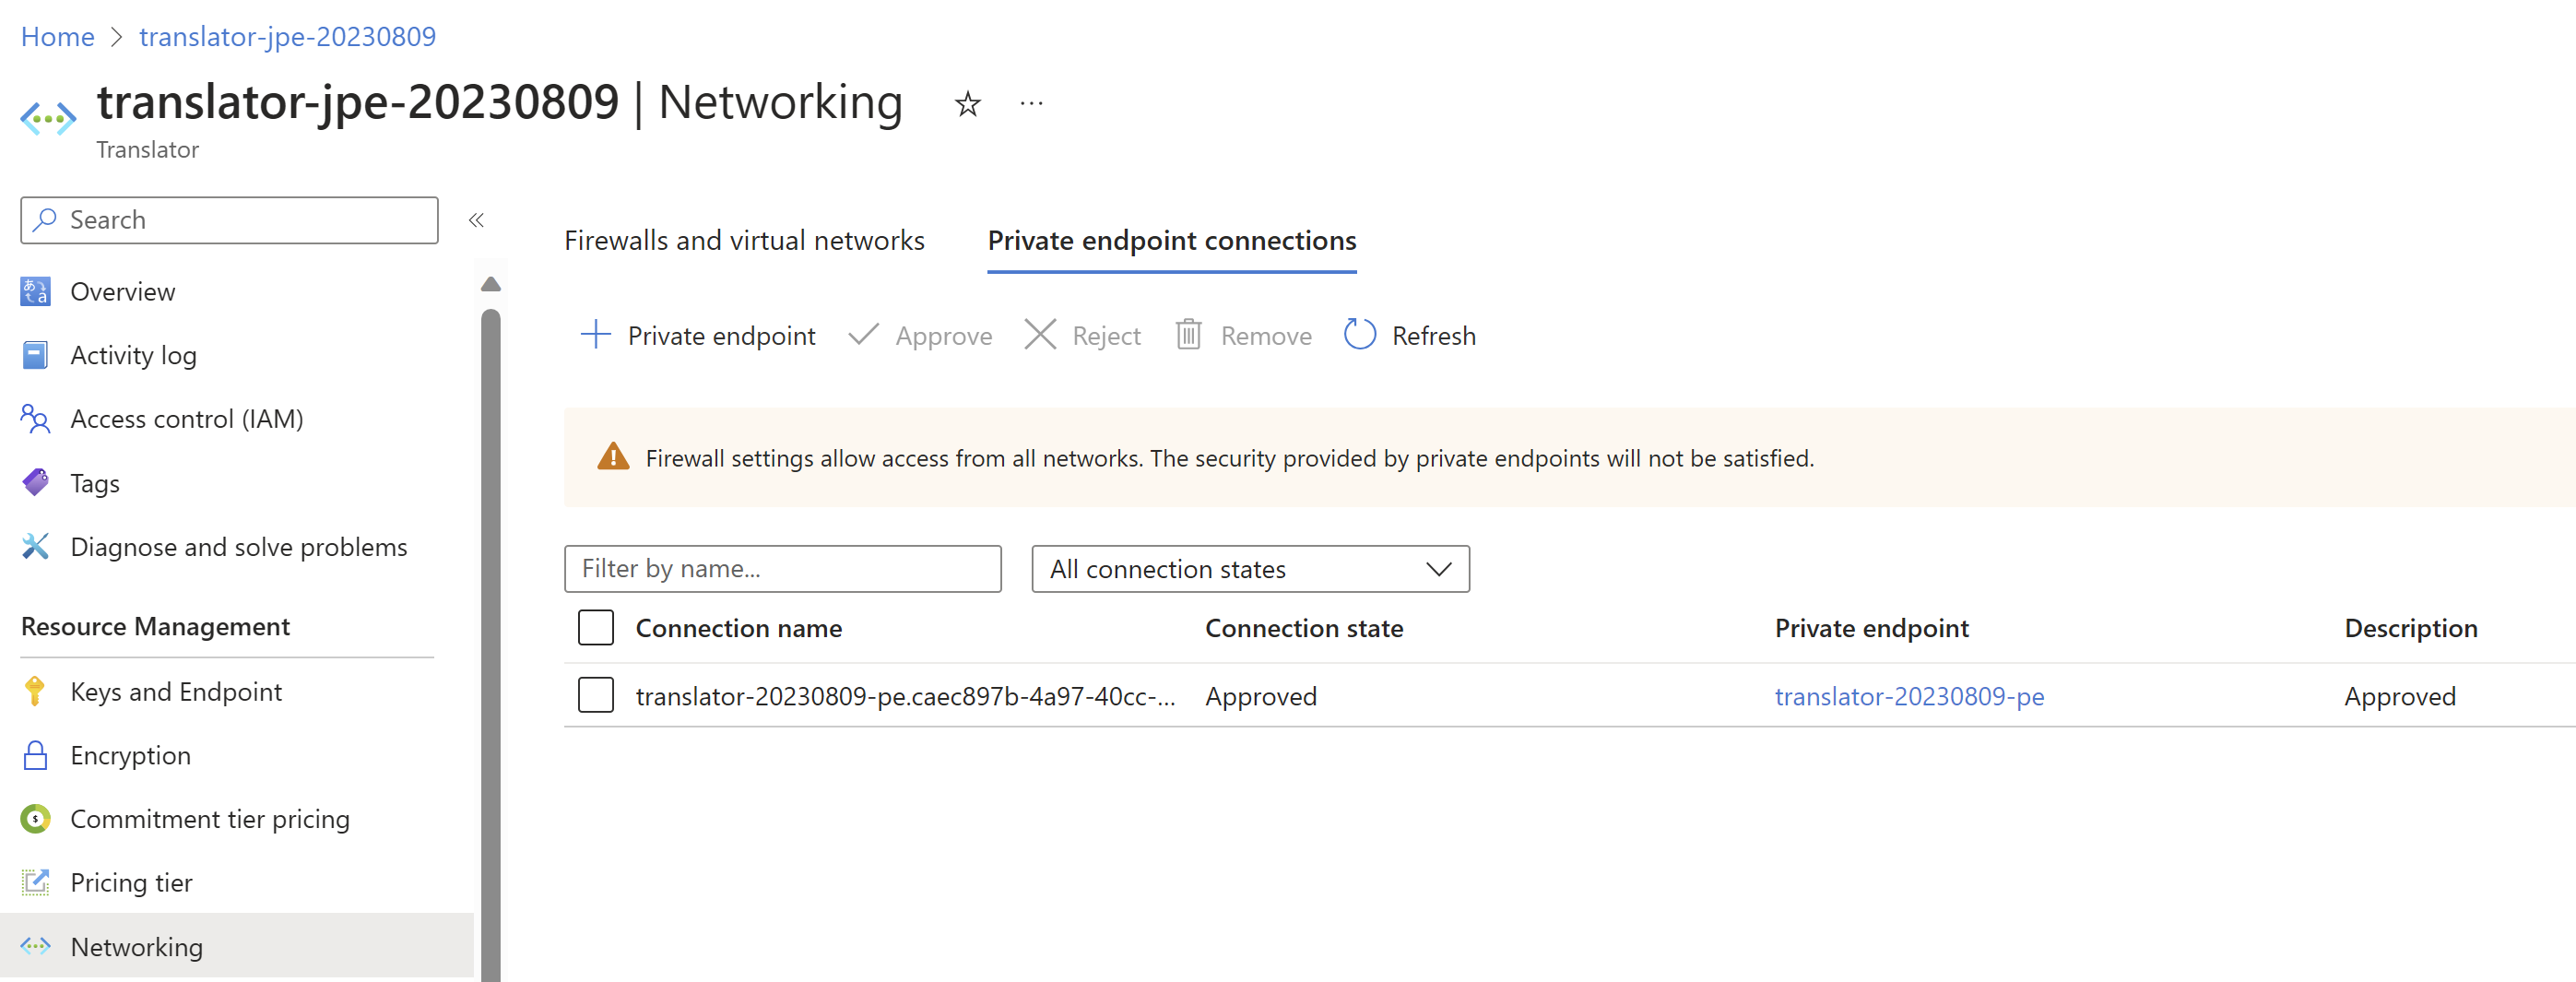 Home > translator-jpe-20230809
translator-jpe-20230809 | Networking
Translator
Search
Overview
Activity log
Access control (IAM)
Tags
Diagnose and solve problems
Resource Management
Keys and Endpoint
Encryption
Commitment tier pricing
Pricing tier
Networking
Firewalls and virtual networks Private endpoint connections
Private endpoint Approve Reject Remove Refresh
Firewall settings allow access from all networks. The security provided by private endpoints will not be satisfied.
Filter by name... All connection states
Connection name Connection state Private endpoint Description
translator-20230809-pe.caec897b-4a97-40cc-... Approved translator-20230809-pe Approved